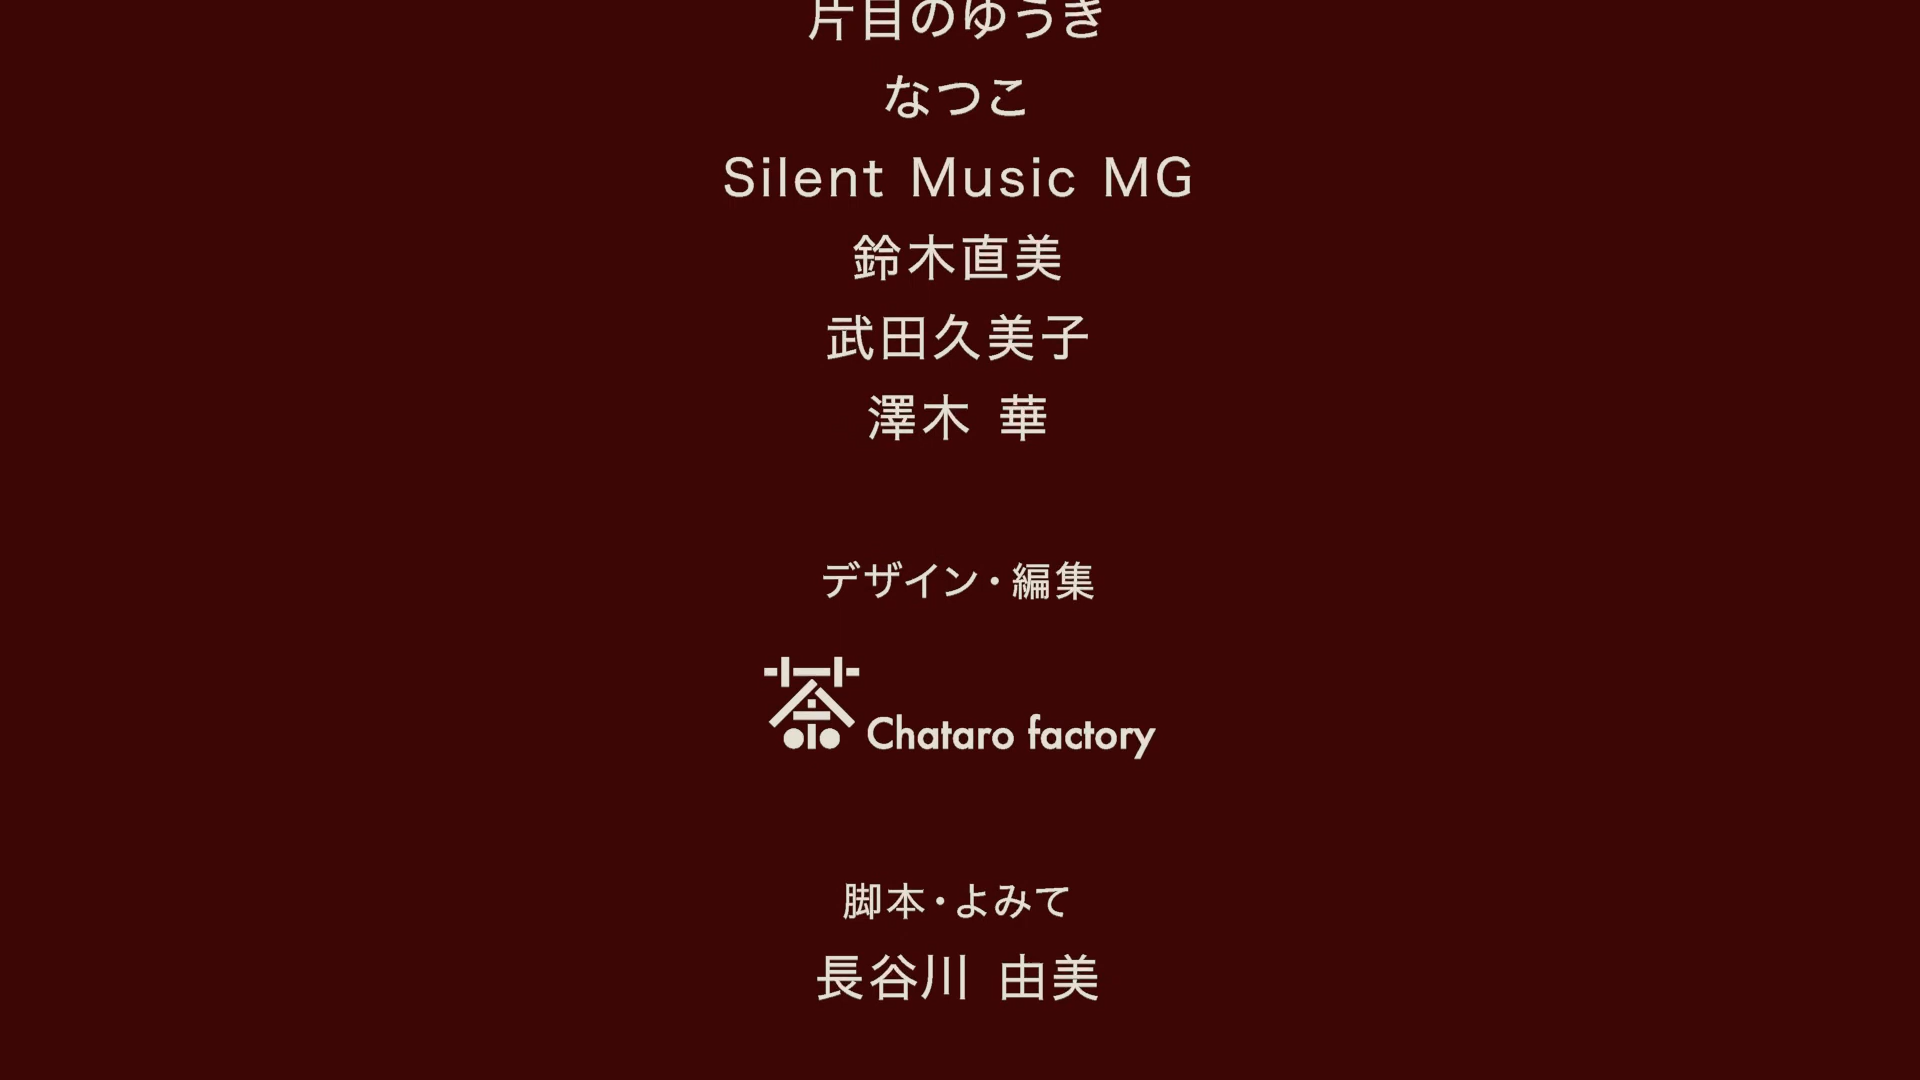 片目のゆうき
なつこ
Silent Music MG
鈴木直美
武田久美子
澤木 華
デザイン・編集
茶 Chataro factory
脚本・よみて
長谷川 由美